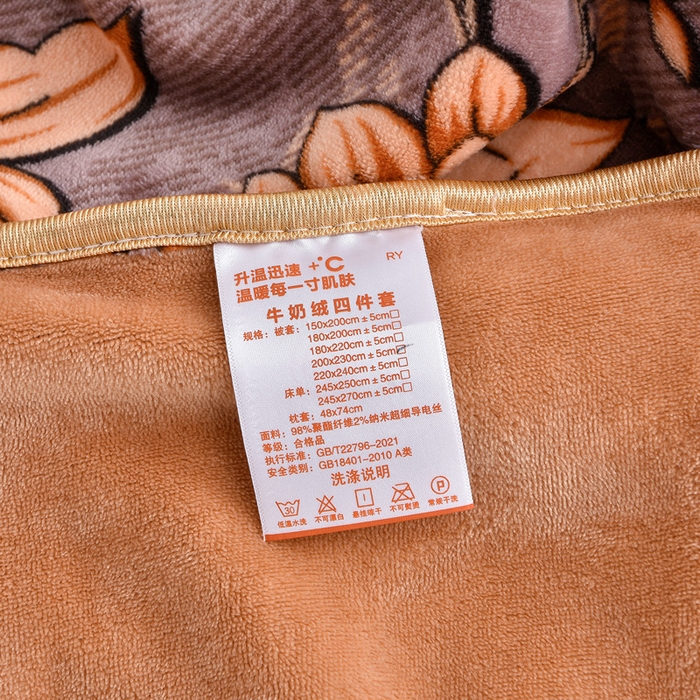 升温迅速 +°C RY
温暖每一寸肌肤
牛奶绒四件套
规格：被套：150x200cm±5cm□
180x200cm±5cm□
180x220cm±5cm□
200x230cm±5cm□
220x240cm±5cm□
床单：245x250cm±5cm□
245x270cm±5cm□
枕套：48x74cm
面料：98%聚酯纤维2%纳米超细导电丝
等级：合格品
执行标准：GB/T22796-2021
安全类别：GB18401-2010 A类
洗涤说明
30 P
低温水洗 不可漂白 悬挂晾干 不可熨烫 常规干洗